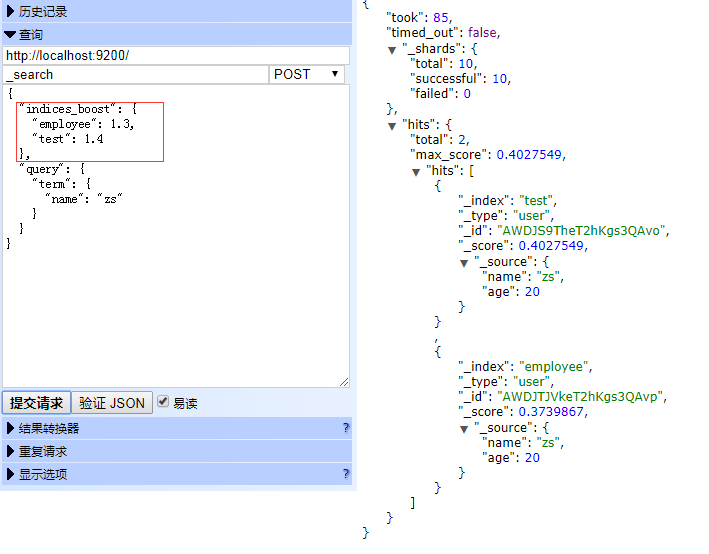 历史记录
查询
http://localhost:9200/
_search POST
{
"indices_boost": {
"employee": 1.3,
"test": 1.4
},
"query": {
"term": {
"name": "zs"
}
}
}
提交请求 验证 JSON 易读
结果转换器 ?
重复请求
显示选项 ?
{
"took": 85,
"timed_out": false,
"_shards": {
"total": 10,
"successful": 10,
"failed": 0
},
"hits": {
"total": 2,
"max_score": 0.4027549,
"hits": [
{
"_index": "test",
"_type": "user",
"_id": "AWDJS9TheT2hKgs3QAvo",
"_score": 0.4027549,
"_source": {
"name": "zs",
"age": 20
}
}
,
{
"_index": "employee",
"_type": "user",
"_id": "AWDJTJVkeT2hKgs3QAvp",
"_score": 0.3739867,
"_source": {
"name": "zs",
"age": 20
}
}
]
}
}